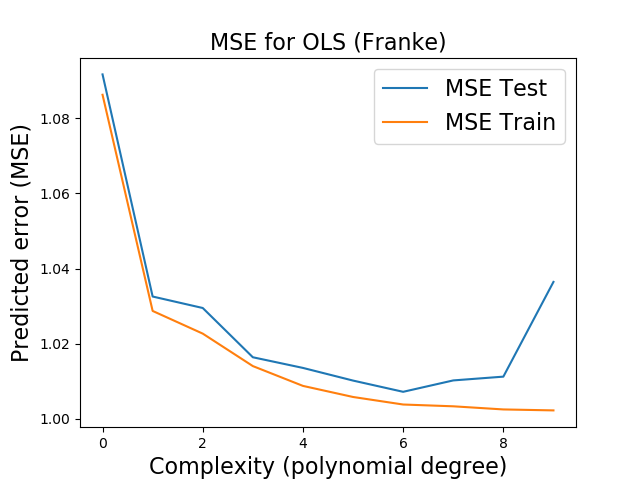 MSE for OLS (Franke)
MSE Test
MSE Train
Predicted error (MSE)
1.08
1.06
1.04
1.02
1.00
0 2 4 6 8
Complexity (polynomial degree)